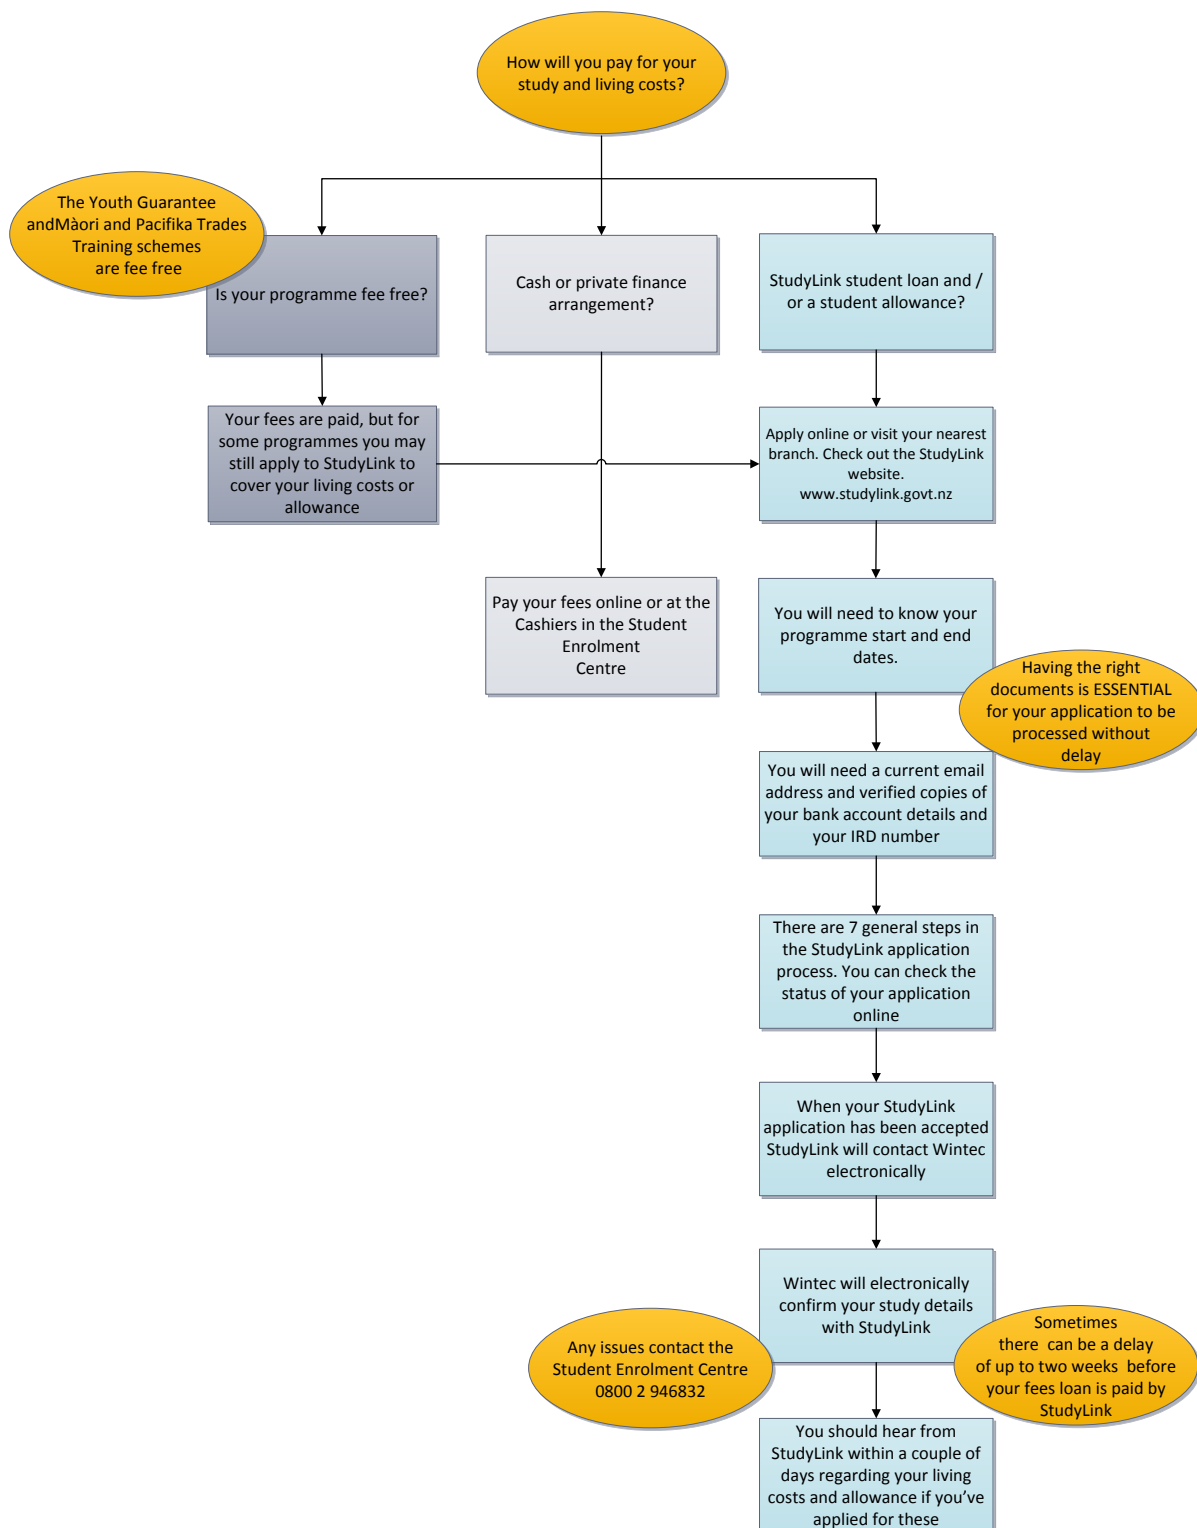 How will you pay for your
study and living costs?
The Youth Guarantee
andMàori and Pacifika Trades
Training schemes
are fee free
Is your programme fee free?
Cash or private finance
arrangement?
StudyLink student loan and /
or a student allowance?
Your fees are paid, but for
some programmes you may
still apply to StudyLink to
cover your living costs or
allowance
Apply online or visit your nearest
branch. Check out the StudyLink
website.
www.studylink.govt.nz
Pay your fees online or at the
Cashiers in the Student
Enrolment
Centre
You will need to know your
programme start and end
dates.
Having the right
documents is ESSENTIAL
for your application to be
processed without
delay
You will need a current email
address and verified copies of
your bank account details and
your IRD number
There are 7 general steps in
the StudyLink application
process. You can check the
status of your application
online
When your StudyLink
application has been accepted
StudyLink will contact Wintec
electronically
Wintec will electronically
confirm your study details
with StudyLink
Any issues contact the
Student Enrolment Centre
0800 2 946832
Sometimes
there can be a delay
of up to two weeks before
your fees loan is paid by
StudyLink
You should hear from
StudyLink within a couple of
days regarding your living
costs and allowance if you’ve
applied for these